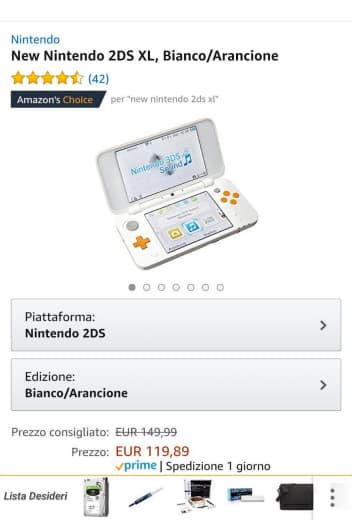 Nintendo
New Nintendo 2DS XL, Bianco/Arancione
(42)
Amazon's Choice per "new nintendo 2ds xl"
Nintendo 3DS
Sound
Piattaforma:
Nintendo 2DS
Edizione:
Bianco/Arancione
Prezzo consigliato: EUR 149,99
Prezzo: EUR 119,89
prime | Spedizione 1 giorno
Lista Desideri